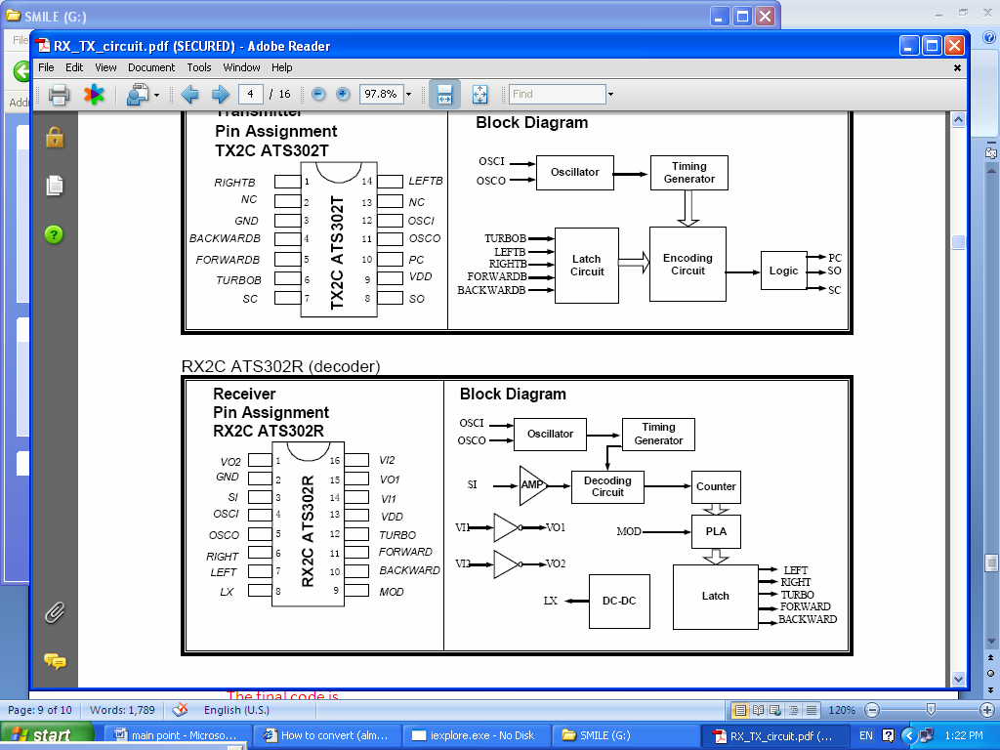 SMILE (G:)
RX_TX_circuit.pdf (SECURED) - Adobe Reader
File Edit View Document Tools Window Help
4 / 16 97.8% Find
Transmitter
Pin Assignment
TX2C ATS302T
RIGHTB 1 14 LEFTB
NC 2 13 NC
GND 3 12 OSCI
BACKWARDB 4 11 OSCO
FORWARDB 5 10 PC
TURBOB 6 9 VDD
SC 7 8 SO
TX2C ATS302T
Block Diagram
OSCI
OSCO
Oscillator
Timing
Generator
TURBOB
LEFTB
RIGHTB
FORWARDB
BACKWARDB
Latch
Circuit
Encoding
Circuit
Logic
PC
SO
SC
RX2C ATS302R (decoder)
Receiver
Pin Assignment
RX2C ATS302R
VO2 1 16 VI2
GND 2 15 VO1
SI 3 14 VI1
OSCI 4 13 VDD
OSCO 5 12 TURBO
RIGHT 6 11 FORWARD
LEFT 7 10 BACKWARD
LX 8 9 MOD
RX2C ATS302R
Block Diagram
OSCI
OSCO
Oscillator
Timing
Generator
SI
AMP
Decoding
Circuit
Counter
VI1 VO1
MOD
PLA
VI2 VO2
LX
DC-DC
Latch
LEFT
RIGHT
TURBO
FORWARD
BACKWARD
The final code is
Page: 9 of 10 Words: 1,789 English (U.S.) 120%
start main point - Microso... How to convert (alm... iexplore.exe - No Disk SMILE (G:) RX_TX_circuit.pdf (... EN 1:22 PM